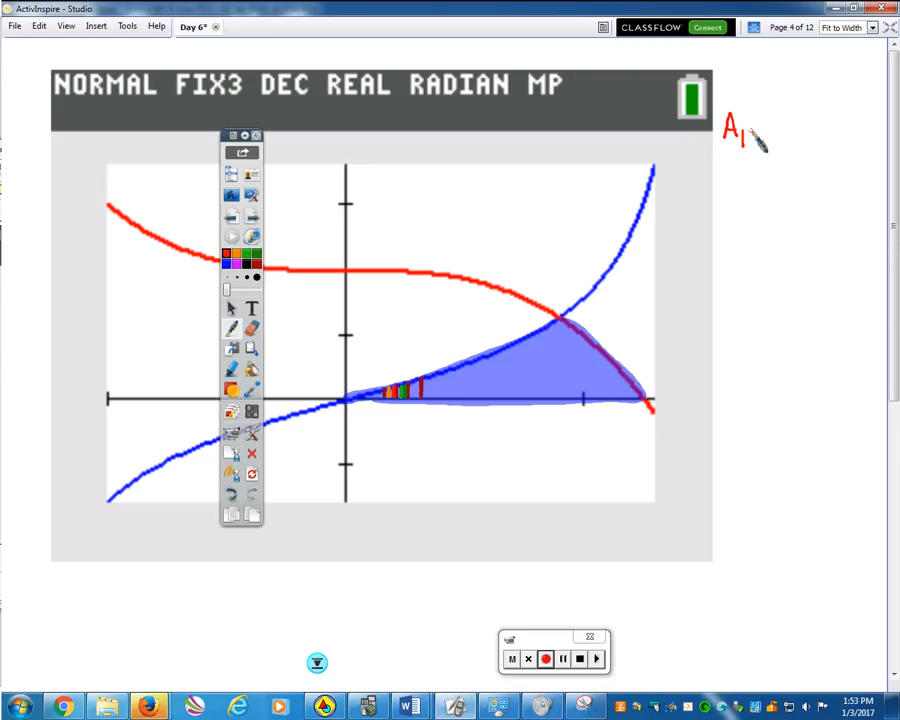 ActivInspire - Studio
File Edit View Insert Tools Help
Day 6*
CLASSFLOW Connect
Page 4 of 12
Fit to Width
NORMAL FIX3 DEC REAL RADIAN MP
A1
T
M
W
1:53 PM
1/3/2017